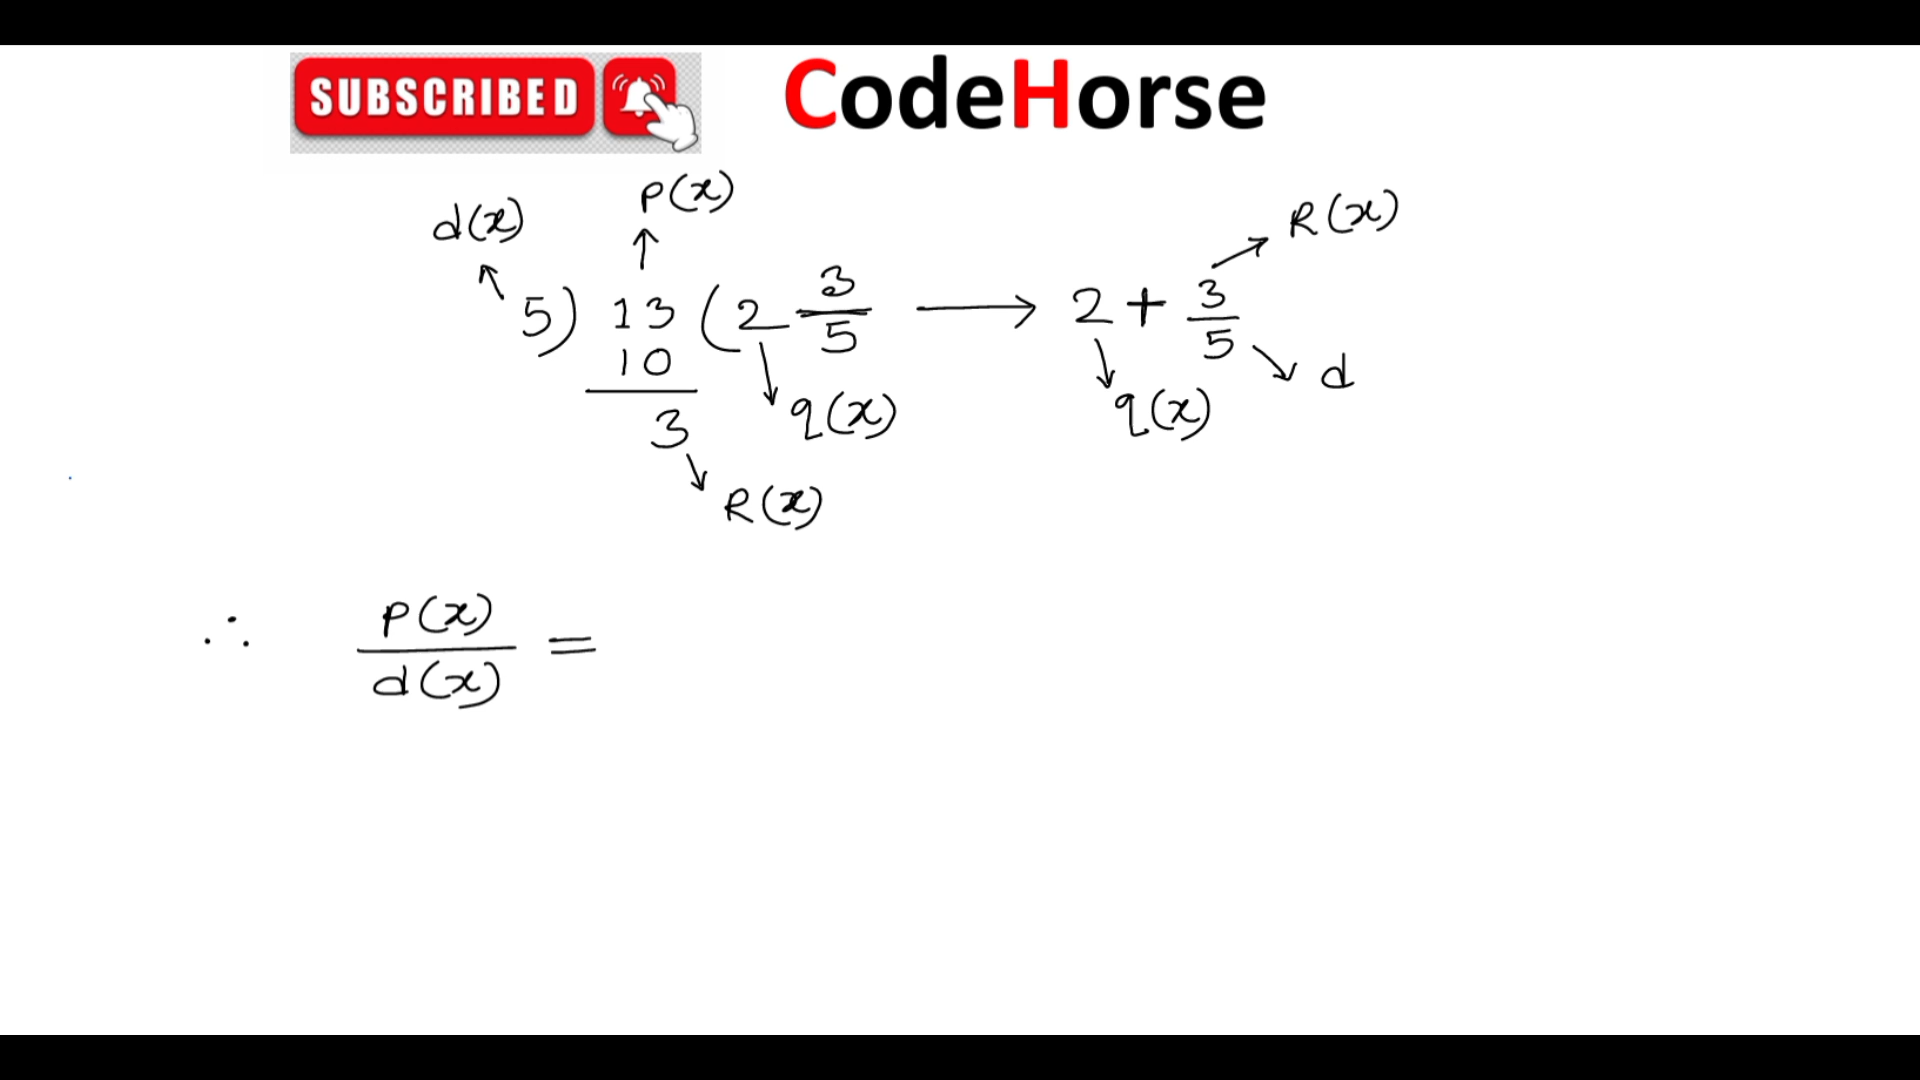 SUBSCRIBED
CodeHorse
d(x) P(x) R(x)
5) 13 (2 3/5 → 2 + 3/5
10 d
3 q(x) q(x)
R(x)
∴ P(x)/d(x) =